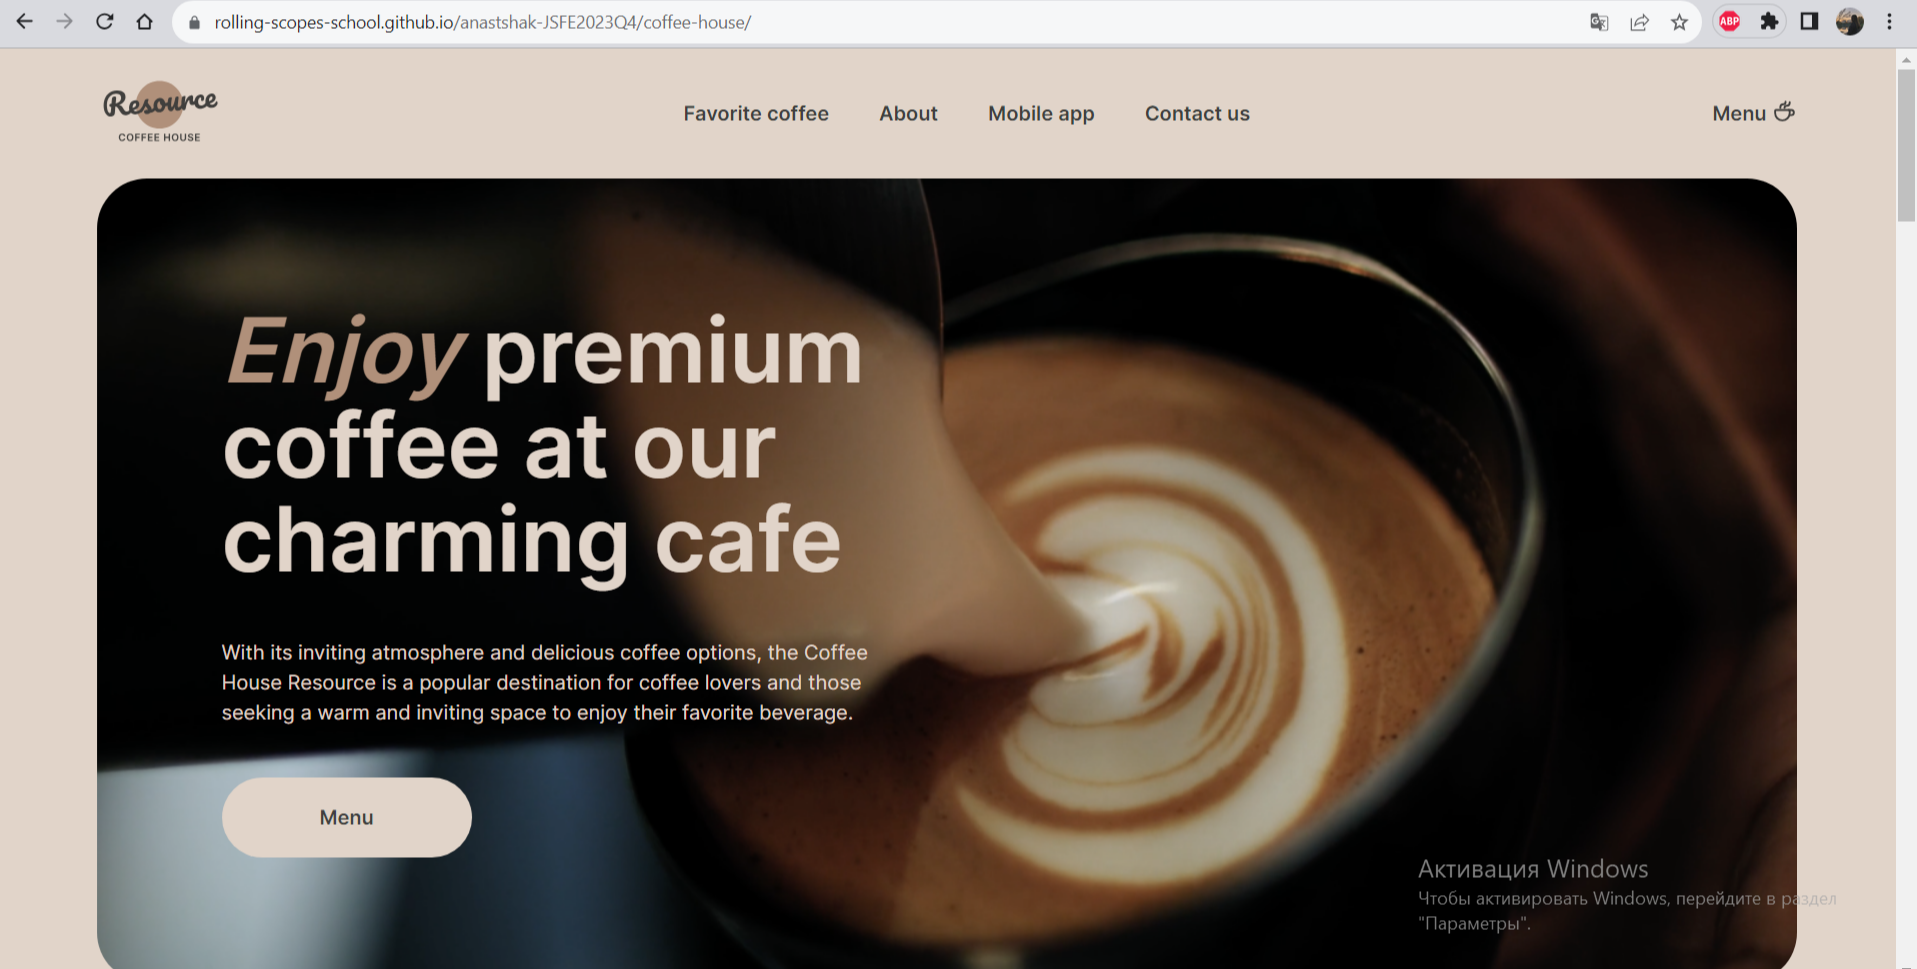 rolling-scopes-school.github.io/anastshak-JSFE2023Q4/coffee-house/
ABP
Resource
COFFEE HOUSE
Favorite coffee
About
Mobile app
Contact us
Menu
Enjoy premium
coffee at our
charming cafe
With its inviting atmosphere and delicious coffee options, the Coffee
House Resource is a popular destination for coffee lovers and those
seeking a warm and inviting space to enjoy their favorite beverage.
Menu
Активация Windows
Чтобы активировать Windows, перейдите в раздел
"Параметры".